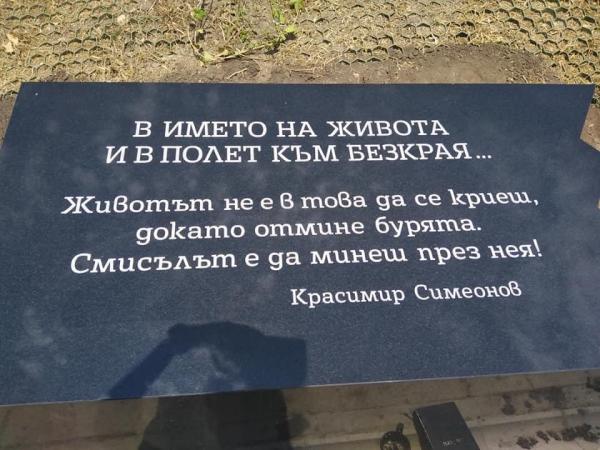 В ИМЕТО НА ЖИВОТА
И В ПОЛЕТ КЪМ БЕЗКРАЯ...
Животът не е в това да се криеш,
докато отмине бурята.
Смисълът е да минеш през нея!
Красимир Симеонов